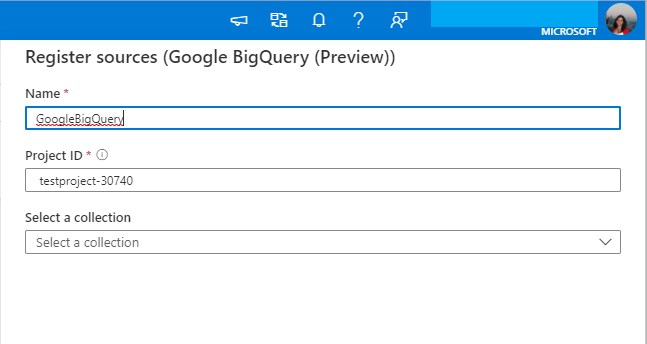 MICROSOFT
Register sources (Google BigQuery (Preview))
Name *
GoogleBigQuery
Project ID *
testproject-30740
Select a collection
Select a collection